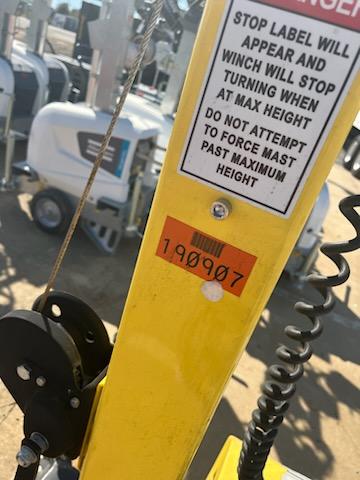 DANGER
STOP LABEL WILL
APPEAR AND
WINCH WILL STOP
TURNING WHEN
AT MAX HEIGHT
DO NOT ATTEMPT
TO FORCE MAST
PAST MAXIMUM
HEIGHT
190907